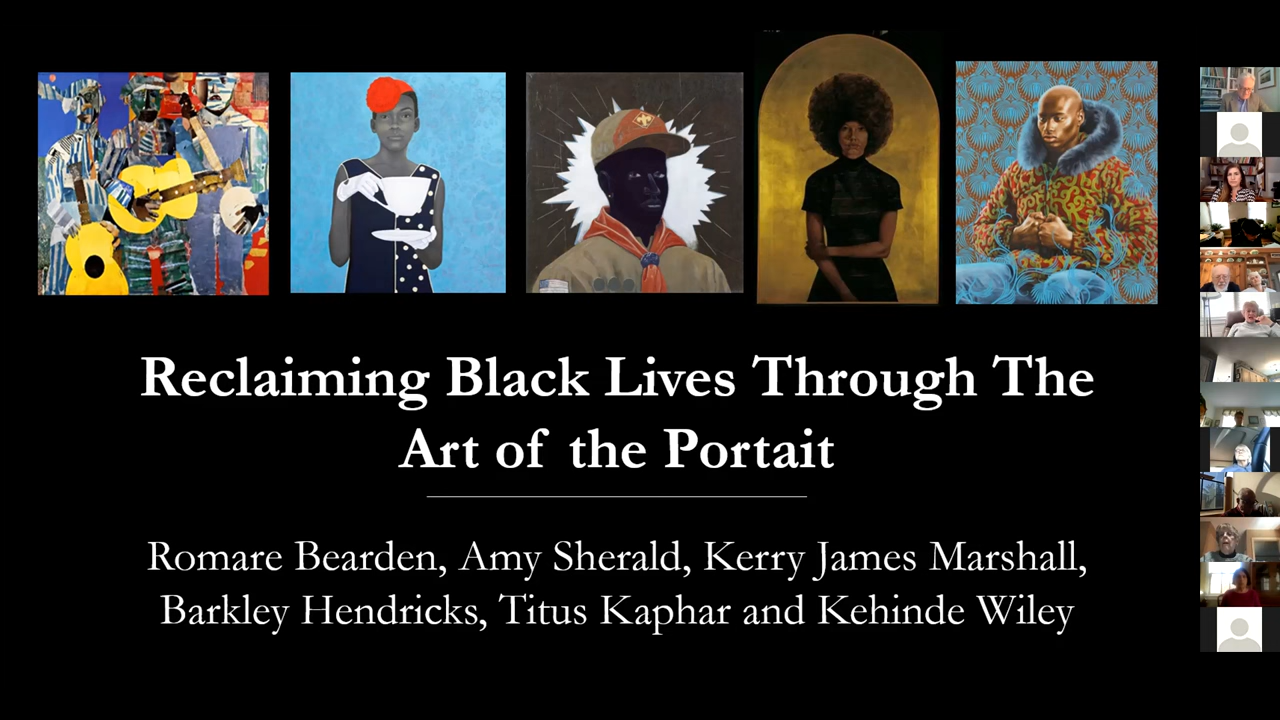 Reclaiming Black Lives Through The
Art of the Portait
Romare Bearden, Amy Sherald, Kerry James Marshall,
Barkley Hendricks, Titus Kaphar and Kehinde Wiley